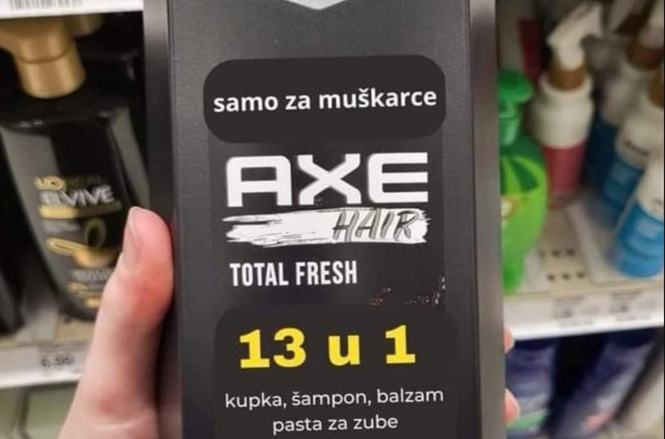 samo za muškarce
AXE
HAIR
TOTAL FRESH
13 u 1
kupka, šampon, balzam
pasta za zube